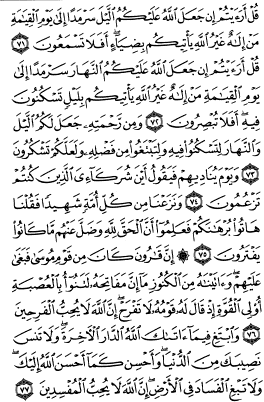 قُلْ أَرَءَيْتُمْ إِن جَعَلَ ٱللَّهُ عَلَيْكُمُ ٱلَّيْلَ سَرْمَدًا إِلَىٰ يَوْمِ ٱلْقِيَٰمَةِ
مَنْ إِلَٰهٌ غَيْرُ ٱللَّهِ يَأْتِيكُم بِضِيَآءٍ ۖ أَفَلَا تَسْمَعُونَ ٧١
قُلْ أَرَءَيْتُمْ إِن جَعَلَ ٱللَّهُ عَلَيْكُمُ ٱلنَّهَارَ سَرْمَدًا إِلَىٰ
يَوْمِ ٱلْقِيَٰمَةِ مَنْ إِلَٰهٌ غَيْرُ ٱللَّهِ يَأْتِيكُم بِلَيْلٍ تَسْكُنُونَ
فِيهِ ۖ أَفَلَا تُبْصِرُونَ ٧٢ وَمِن رَّحْمَتِهِۦ جَعَلَ لَكُمُ ٱلَّيْلَ
وَٱلنَّهَارَ لِتَسْكُنُوا۟ فِيهِ وَلِتَبْتَغُوا۟ مِن فَضْلِهِۦ وَلَعَلَّكُمْ تَشْكُرُونَ
٧٣ وَيَوْمَ يُنَادِيهِمْ فَيَقُولُ أَيْنَ شُرَكَآءِىَ ٱلَّذِينَ كُنتُمْ
تَزْعُمُونَ ٧٤ وَنَزَعْنَا مِن كُلِّ أُمَّةٍ شَهِيدًا فَقُلْنَا
هَاتُوا۟ بُرْهَٰنَكُمْ فَعَلِمُوٓا۟ أَنَّ ٱلْحَقَّ لِلَّهِ وَضَلَّ عَنْهُم مَّا كَانُوا۟
يَفْتَرُونَ ٧٥ ۞ إِنَّ قَٰرُونَ كَانَ مِن قَوْمِ مُوسَىٰ فَبَغَىٰ
عَلَيْهِمْ ۖ وَءَاتَيْنَٰهُ مِنَ ٱلْكُنُوزِ مَآ إِنَّ مَفَاتِحَهُۥ لَتَنُوٓأُ بِٱلْعُصْبَةِ
أُو۟لِى ٱلْقُوَّةِ إِذْ قَالَ لَهُۥ قَوْمُهُۥ لَا تَفْرَحْ ۖ إِنَّ ٱللَّهَ لَا يُحِبُّ ٱلْفَرِحِينَ
٧٦ وَٱبْتَغِ فِيمَآ ءَاتَىٰكَ ٱللَّهُ ٱلدَّارَ ٱلْءَاخِرَةَ ۖ وَلَا تَنسَ
نَصِيبَكَ مِنَ ٱلدُّنْيَا ۖ وَأَحْسِن كَمَآ أَحْسَنَ ٱللَّهُ إِلَيْكَ ۖ
وَلَا تَبْغِ ٱلْفَسَادَ فِى ٱلْأَرْضِ ۖ إِنَّ ٱللَّهَ لَا يُحِبُّ ٱلْمُفْسِدِينَ ٧٧